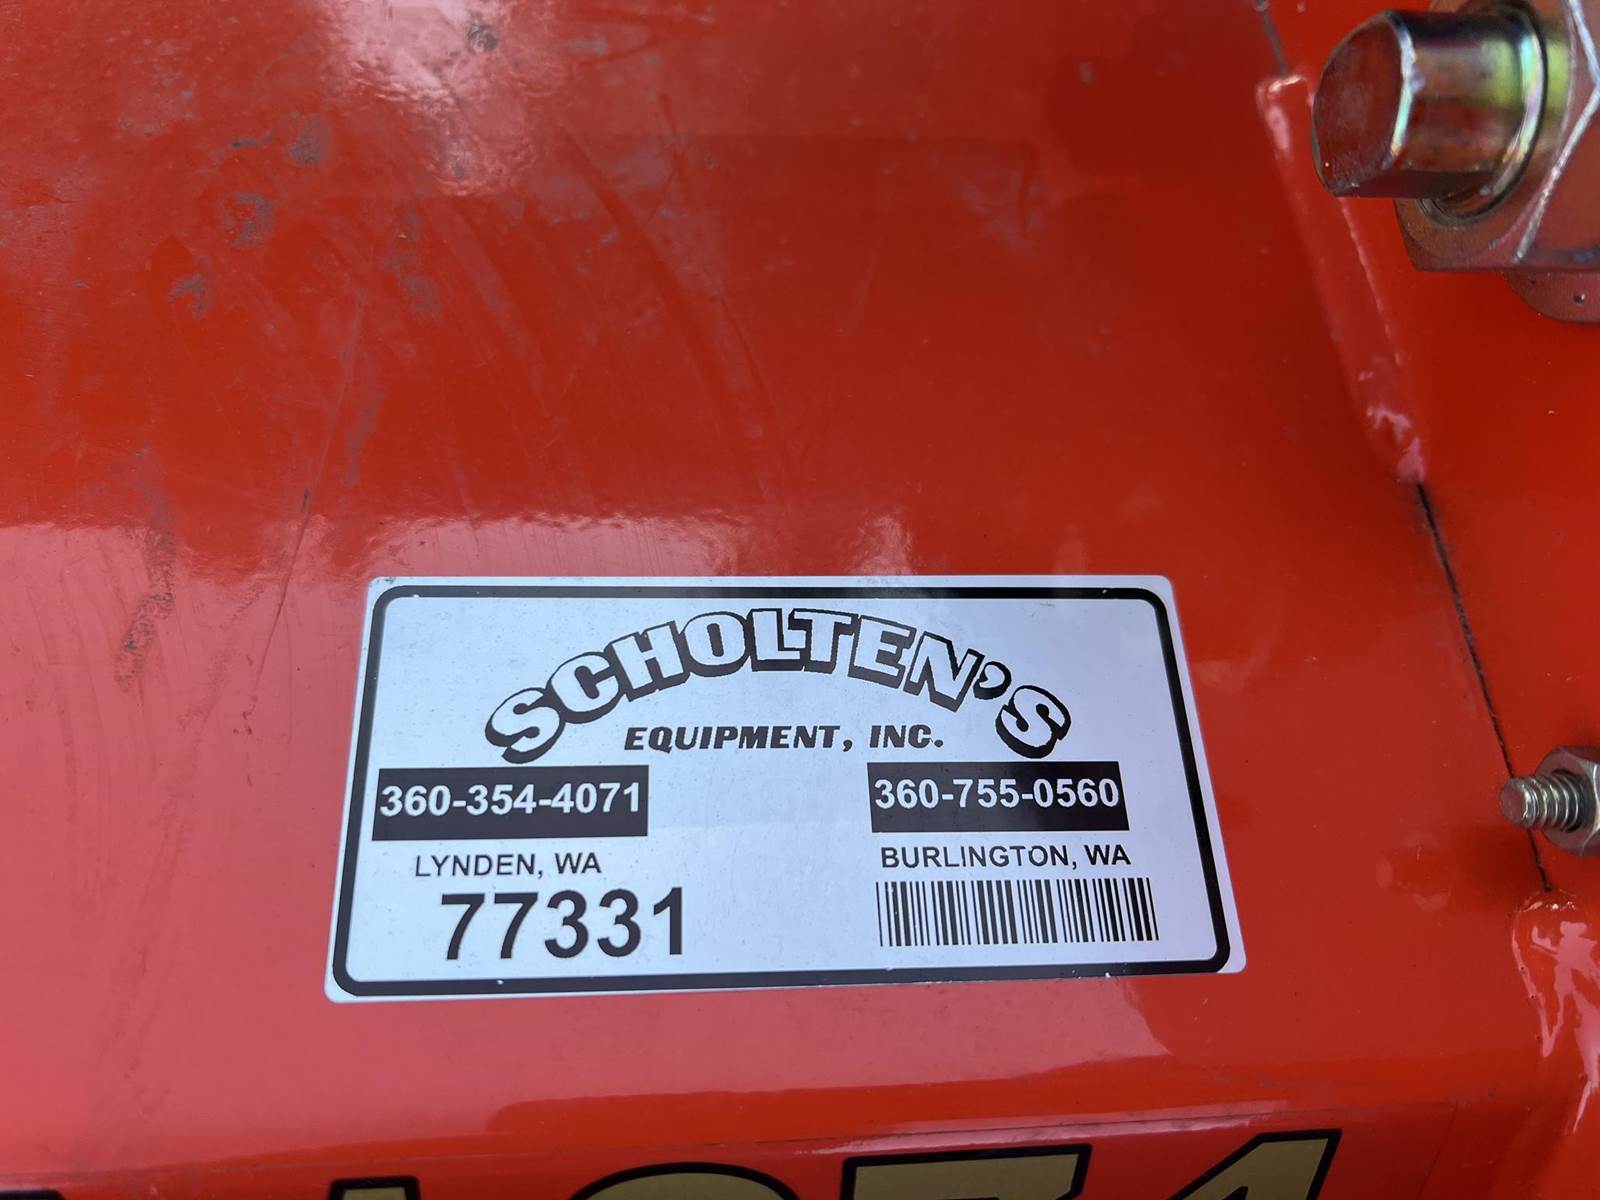 SCHOLTEN'S
EQUIPMENT, INC.
360-354-4071
360-755-0560
LYNDEN, WA
BURLINGTON, WA
77331